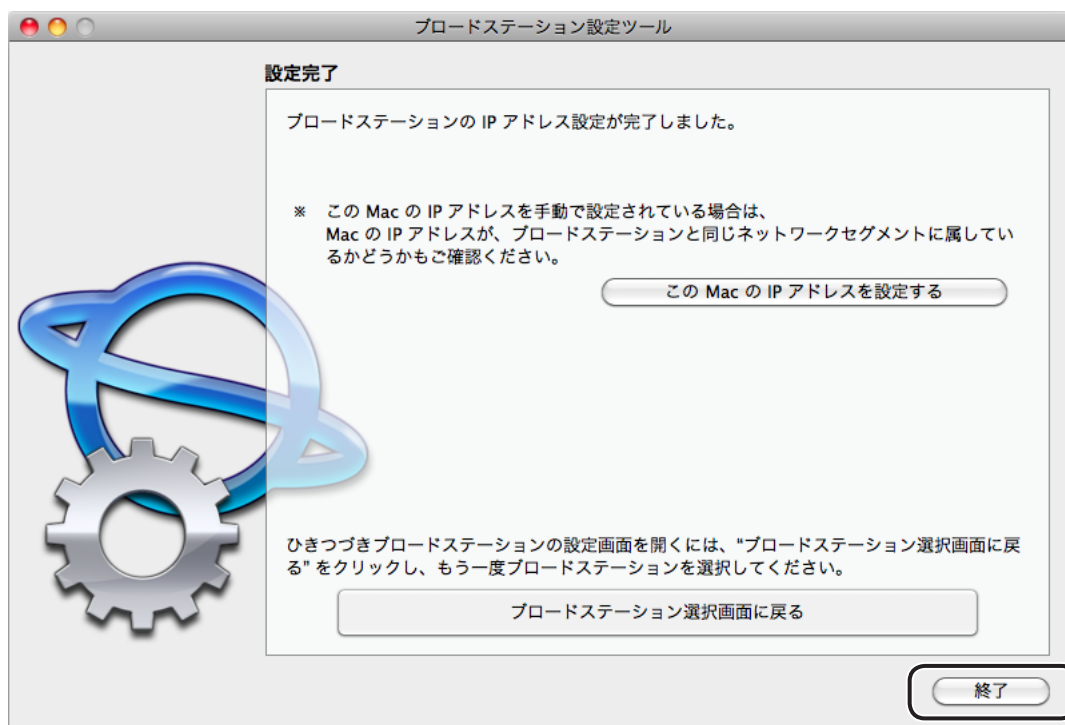 ブロードステーション設定ツール
設定完了
ブロードステーションの IP アドレス設定が完了しました。
※ この Mac の IP アドレスを手動で設定されている場合は、
Mac の IP アドレスが、ブロードステーションと同じネットワークセグメントに属してい
るかどうかもご確認ください。
この Mac の IP アドレスを設定する
ひきつづきブロードステーションの設定画面を開くには、"ブロードステーション選択画面に戻
る" をクリックし、もう一度ブロードステーションを選択してください。
ブロードステーション選択画面に戻る
終了